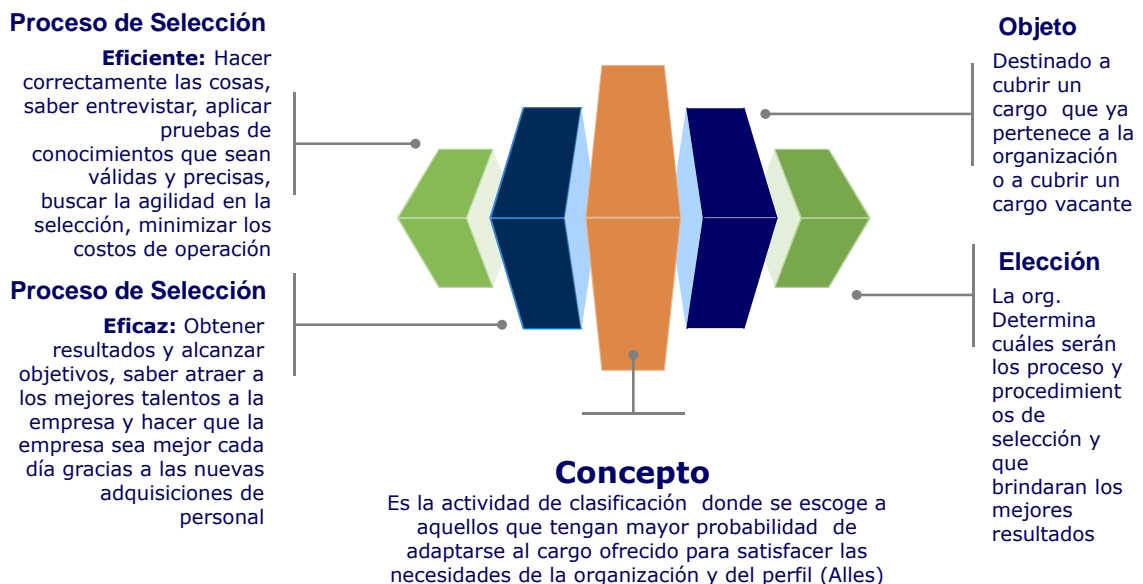 Proceso de Selección
Eficiente: Hacer
correctamente las cosas,
saber entrevistar, aplicar
pruebas de
conocimientos que sean
válidas y precisas,
buscar la agilidad en la
selección, minimizar los
costos de operación
Proceso de Selección
Eficaz: Obtener
resultados y alcanzar
objetivos, saber atraer a
los mejores talentos a la
empresa y hacer que la
empresa sea mejor cada
día gracias a las nuevas
adquisiciones de
personal
Concepto
Es la actividad de clasificación donde se escoge a
aquellos que tengan mayor probabilidad de
adaptarse al cargo ofrecido para satisfacer las
necesidades de la organización y del perfil (Alles)
Objeto
Destinado a
cubrir un
cargo que ya
pertenece a la
organización
o a cubrir un
cargo vacante
Elección
La org.
Determina
cuáles serán
los proceso y
procedimient
os de
selección y
que
brindaran los
mejores
resultados